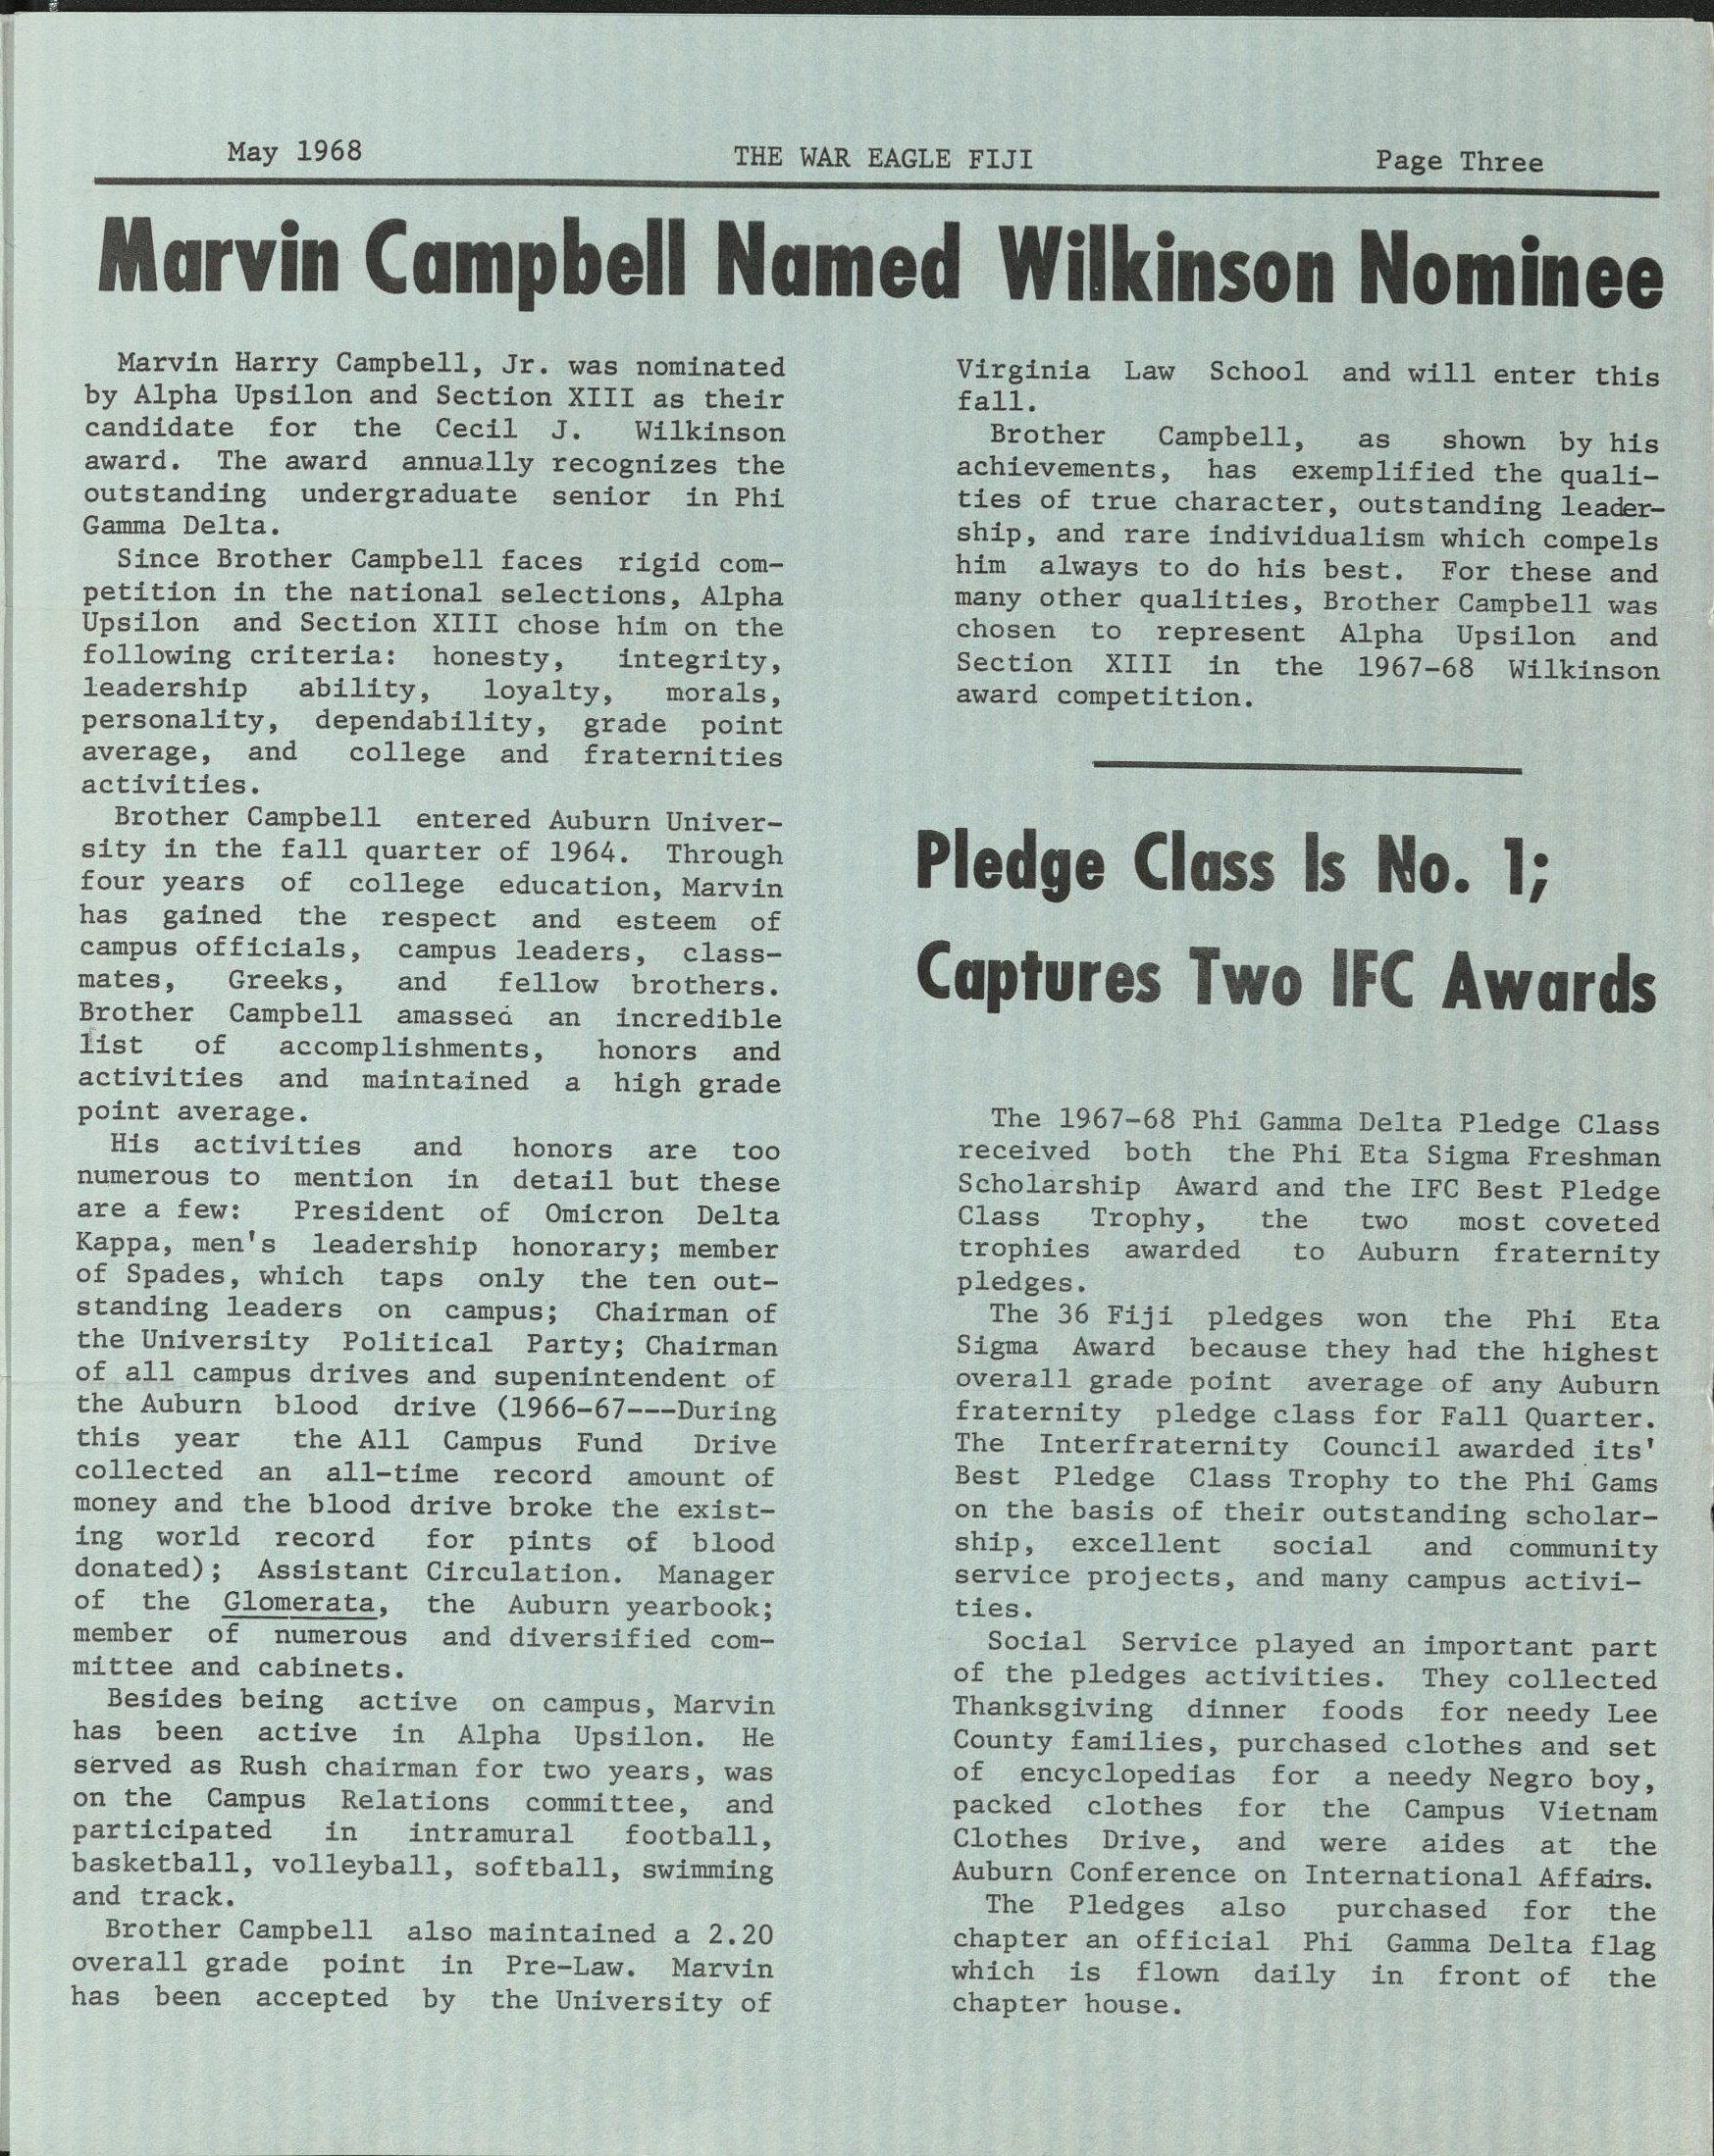 May 1968 THE WAR EAGLE FIJI Page Three
Marvin Campbell Named Wilkinson Nominee
Marvin Harry Campbell, Jr. was nominated
by Alpha Upsilon and Section XIII as their
candidate for the Cecil J. Wilkinson
award. The award annually recognizes the
outstanding undergraduate senior in Phi
Gamma Delta.
Since Brother Campbell faces rigid com-
petition in the national selections, Alpha
Upsilon and Section XIII chose him on the
following criteria: honesty, integrity,
leadership ability, loyalty, morals,
personality, dependability, grade point
average, and college and fraternities
activities.
Brother Campbell entered Auburn Univer-
sity in the fall quarter of 1964. Through
four years of college education, Marvin
has gained the respect and esteem of
campus officials, campus leaders, class-
mates, Greeks, and fellow brothers.
Brother Campbell amassed an incredible
list of accomplishments, honors and
activities and maintained a high grade
point average.
His activities and honors are too
numerous to mention in detail but these
are a few: President of Omicron Delta
Kappa, men's leadership honorary; member
of Spades, which taps only the ten out-
standing leaders on campus; Chairman of
the University Political Party; Chairman
of all campus drives and supenintendent of
the Auburn blood drive (1966-67---During
this year the All Campus Fund Drive
collected an all-time record amount of
money and the blood drive broke the exist-
ing world record for pints of blood
donated); Assistant Circulation. Manager
of the Glomerata, the Auburn yearbook;
member of numerous and diversified com-
mittee and cabinets.
Besides being active on campus, Marvin
has been active in Alpha Upsilon. He
served as Rush chairman for two years, was
on the Campus Relations committee, and
participated in intramural football,
basketball, volleyball, softball, swimming
and track.
Brother Campbell also maintained a 2.20
overall grade point in Pre-Law. Marvin
has been accepted by the University of
Virginia Law School and will enter this
fall.
Brother Campbell, as shown by his
achievements, has exemplified the quali-
ties of true character, outstanding leader-
ship, and rare individualism which compels
him always to do his best. For these and
many other qualities, Brother Campbell was
chosen to represent Alpha Upsilon and
Section XIII in the 1967-68 Wilkinson
award competition.
Pledge Class Is No. 1;
Captures Two IFC Awards
The 1967-68 Phi Gamma Delta Pledge Class
received both the Phi Eta Sigma Freshman
Scholarship Award and the IFC Best Pledge
Class Trophy, the two most coveted
trophies awarded to Auburn fraternity
pledges.
The 36 Fiji pledges won the Phi Eta
Sigma Award because they had the highest
overall grade point average of any Auburn
fraternity pledge class for Fall Quarter.
The Interfraternity Council awarded its'
Best Pledge Class Trophy to the Phi Gams
on the basis of their outstanding scholar-
ship, excellent social and community
service projects, and many campus activi-
ties.
Social Service played an important part
of the pledges activities. They collected
Thanksgiving dinner foods for needy Lee
County families, purchased clothes and set
of encyclopedias for a needy Negro boy,
packed clothes for the Campus Vietnam
Clothes Drive, and were aides at the
Auburn Conference on International Affairs.
The Pledges also purchased for the
chapter an official Phi Gamma Delta flag
which is flown daily in front of the
chapter house.